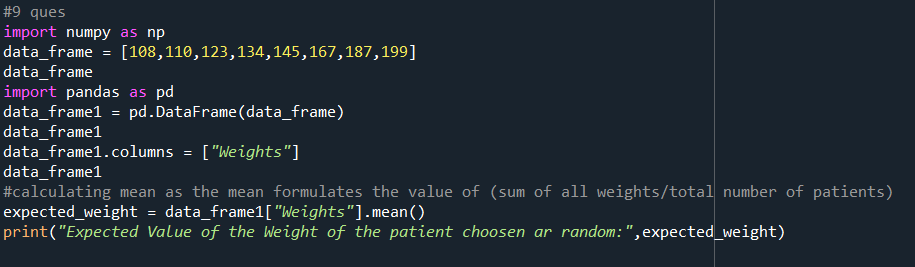 #9 ques
import numpy as np
data_frame = [108,110,123,134,145,167,187,199]
data_frame
import pandas as pd
data_frame1 = pd.DataFrame(data_frame)
data_frame1
data_frame1.columns = ["Weights"]
data_frame1
#calculating mean as the mean formulates the value of (sum of all weights/total number of patients)
expected_weight = data_frame1["Weights"].mean()
print("Expected Value of the Weight of the patient choosen ar random:",expected_weight)